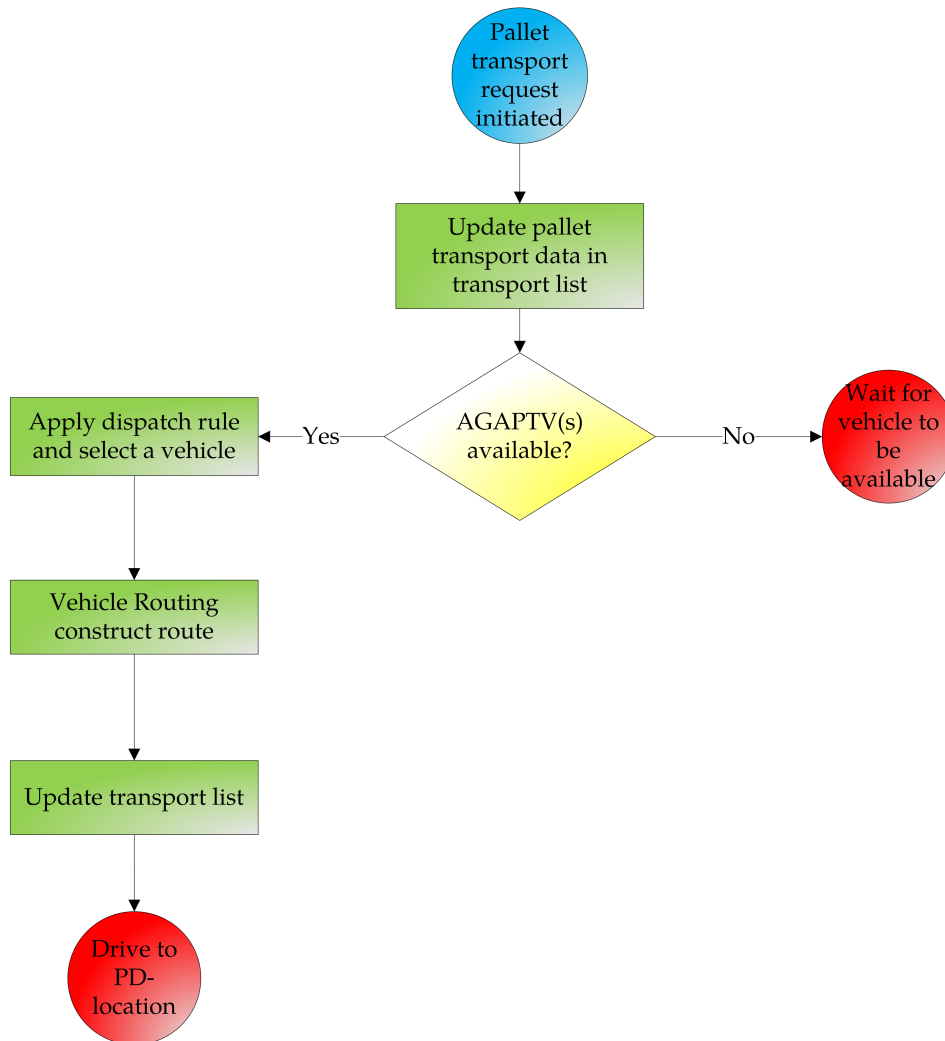 Pallet
transport
request
initiated
Update pallet
transport data in
transport list
AGAPTV(s)
available?
Yes
No
Wait for
vehicle to
be
available
Apply dispatch rule
and select a vehicle
Vehicle Routing
construct route
Update transport list
Drive to
PD-
location